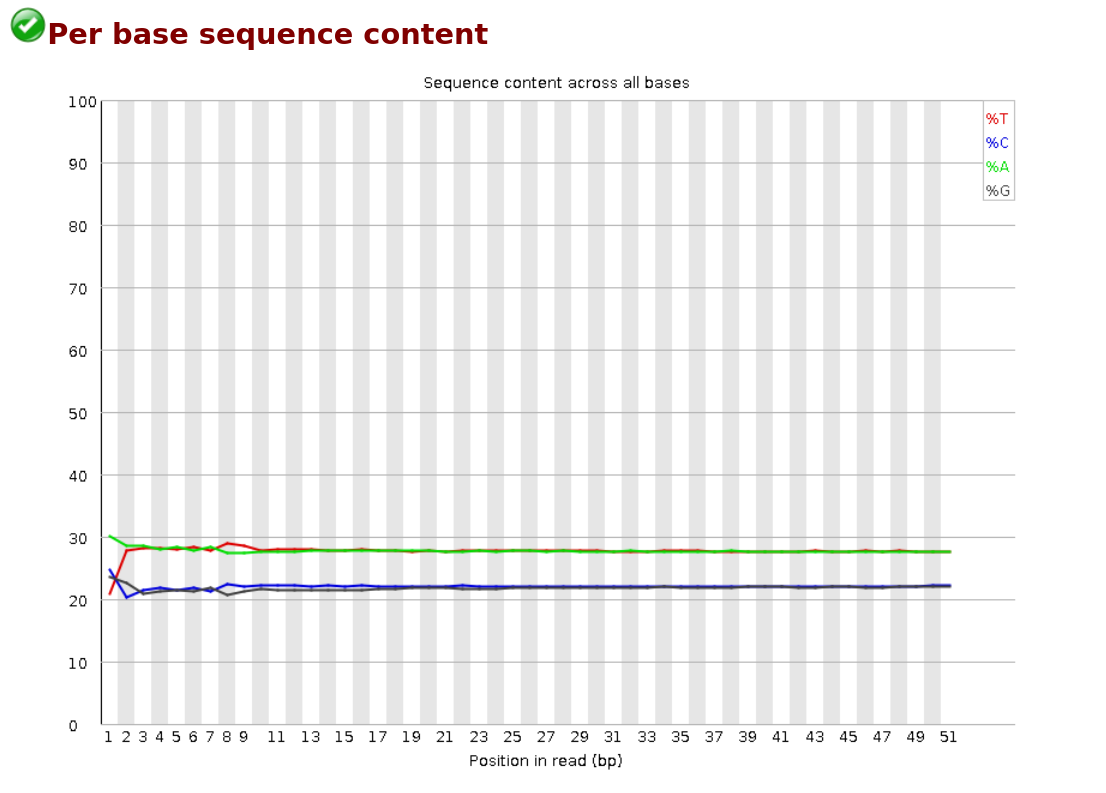 Per base sequence content
Sequence content across all bases
%T
%C
%A
%G
100
90
80
70
60
50
40
30
20
10
0
1 2 3 4 5 6 7 8 9 11 13 15 17 19 21 23 25 27 29 31 33 35 37 39 41 43 45 47 49 51
Position in read (bp)